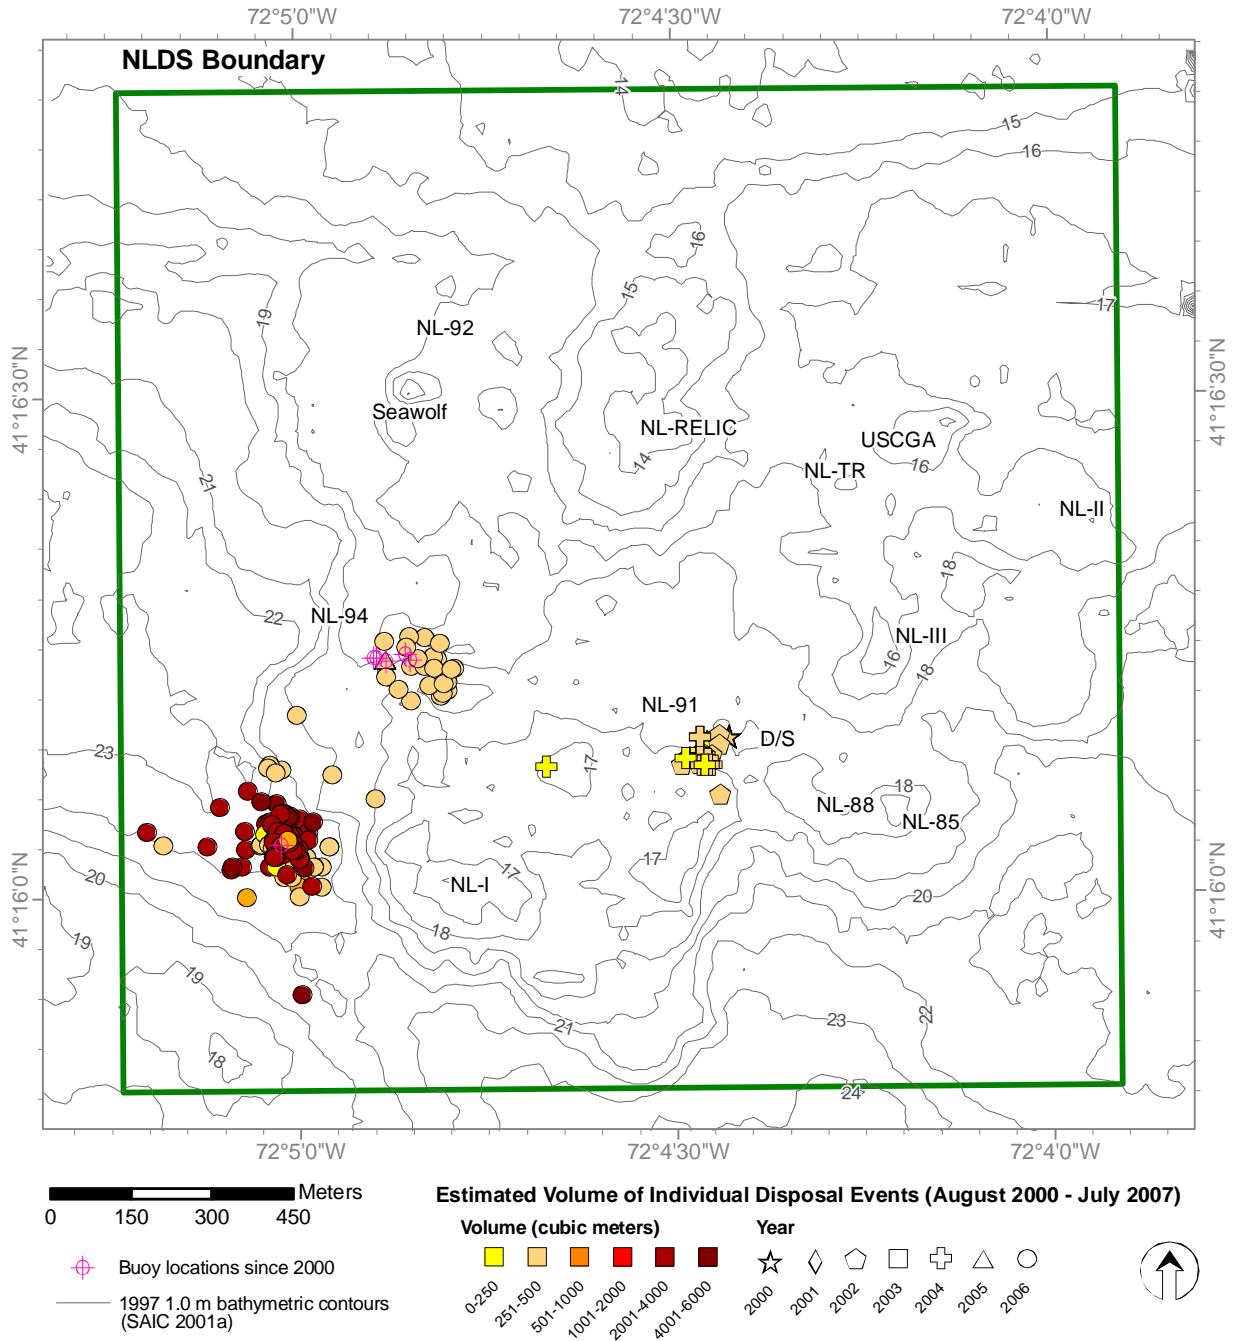 72°5'0"W
72°4'30"W
72°4'0"W
NLDS Boundary
14
15
16
16
15
17
19
NL-92
41°16'30"N
41°16'30"N
Seawolf
NL-RELIC
USCGA
14
16
NL-TR
21
NL-II
18
22
NL-94
NL-III
16
18
NL-91
D/S
23
17
18
NL-88
NL-85
17
17
20
NL-I
20
41°16'0"N
41°16'0"N
18
19
19
22
23
21
18
24
72°5'0"W
72°4'30"W
72°4'0"W
Meters
0 150 300 450
Estimated Volume of Individual Disposal Events (August 2000 - July 2007)
Volume (cubic meters)
Year
Buoy locations since 2000
0-250
251-500
501-1000
1001-2000
2001-4000
4001-6000
2000
2001
2002
2003
2004
2005
2006
1997 1.0 m bathymetric contours
(SAIC 2001a)